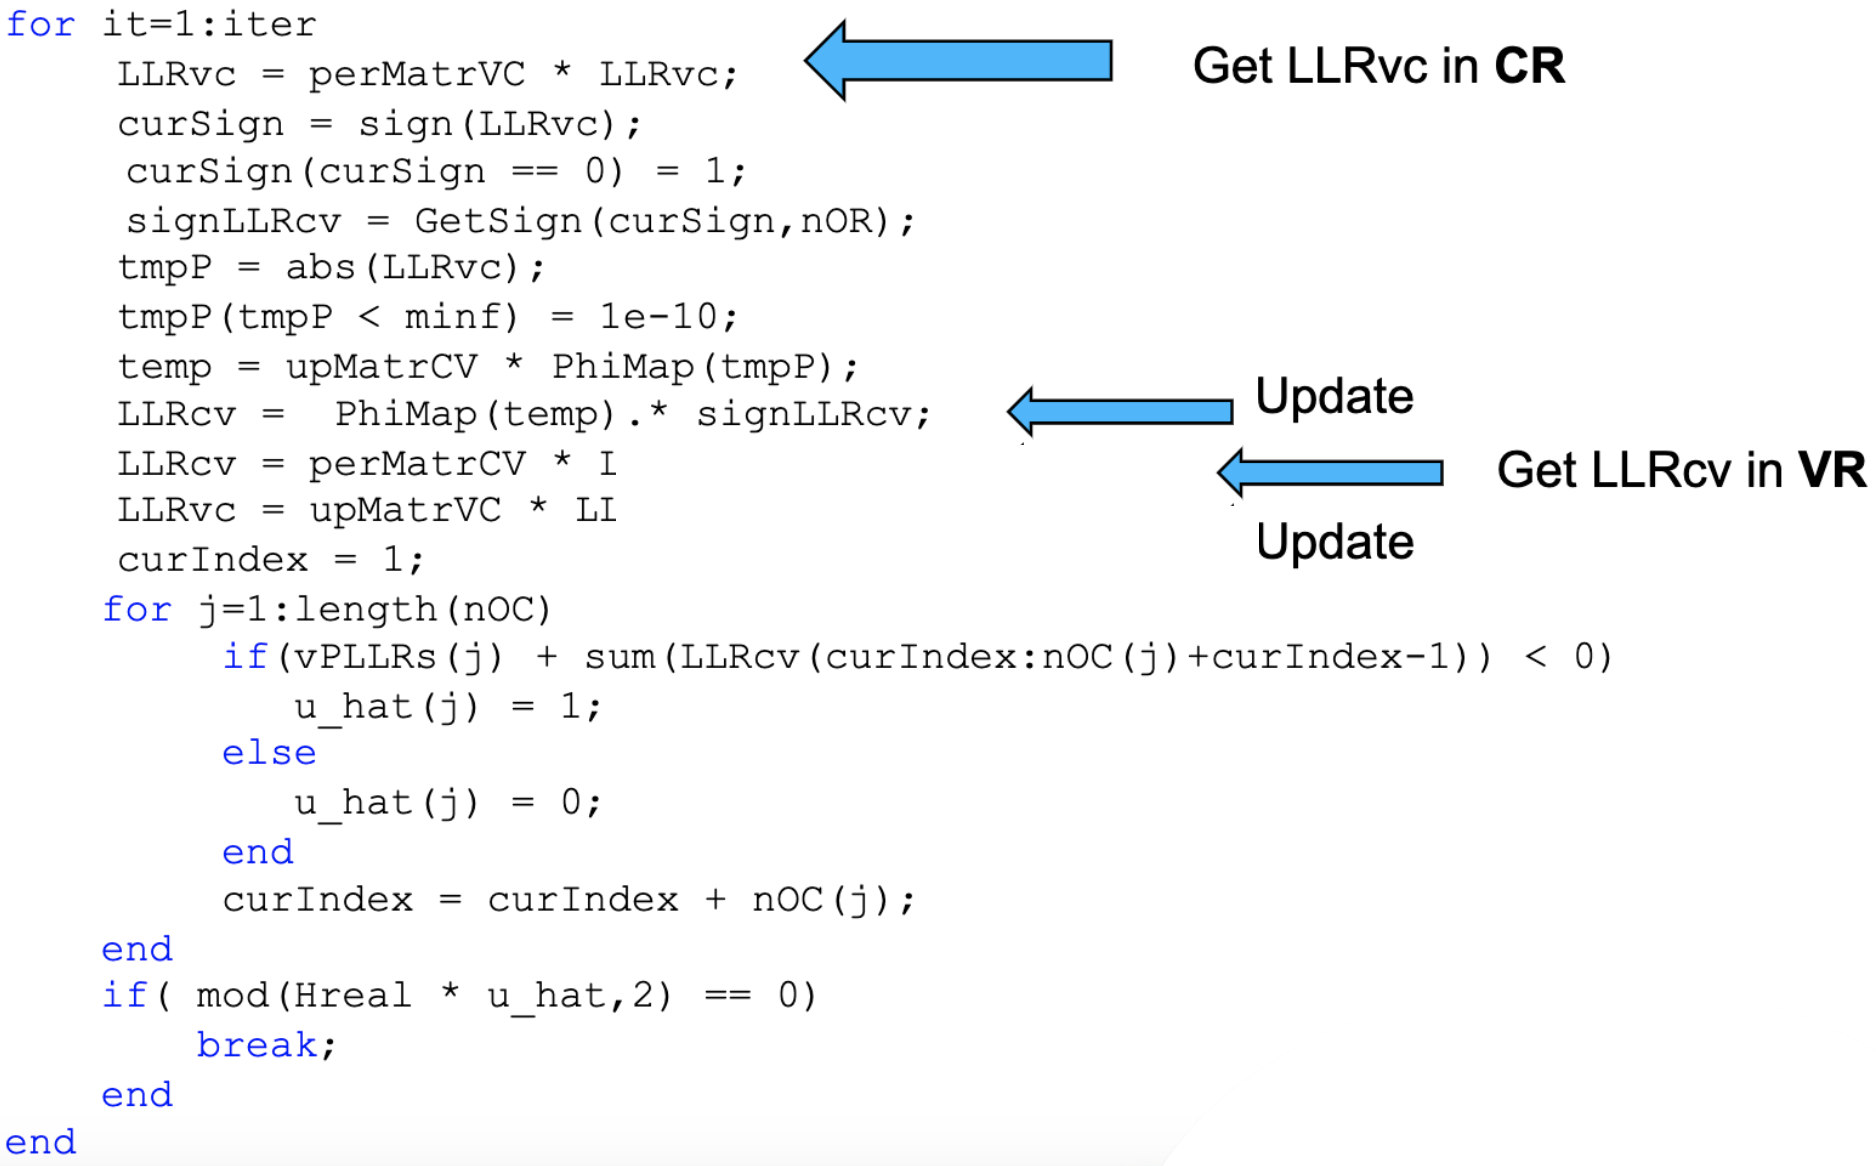 for it=1:iter
LLRvc = perMatrVC * LLRvc;
Get LLRvc in CR
curSign = sign(LLRvc);
curSign(curSign == 0) = 1;
signLLRcv = GetSign(curSign,nOR);
tmpP = abs(LLRvc);
tmpP(tmpP < minf) = 1e-10;
temp = upMatrCV * PhiMap(tmpP);
LLRcv = PhiMap(temp).* signLLRcv;
Update
LLRcv = perMatrCV * I
Get LLRcv in VR
LLRvc = upMatrVC * LI
Update
curIndex = 1;
for j=1:length(nOC)
if(vPLLRs(j) + sum(LLRcv(curIndex:nOC(j)+curIndex-1)) < 0)
u_hat(j) = 1;
else
u_hat(j) = 0;
end
curIndex = curIndex + nOC(j);
end
if( mod(Hreal * u_hat,2) == 0)
break;
end
end